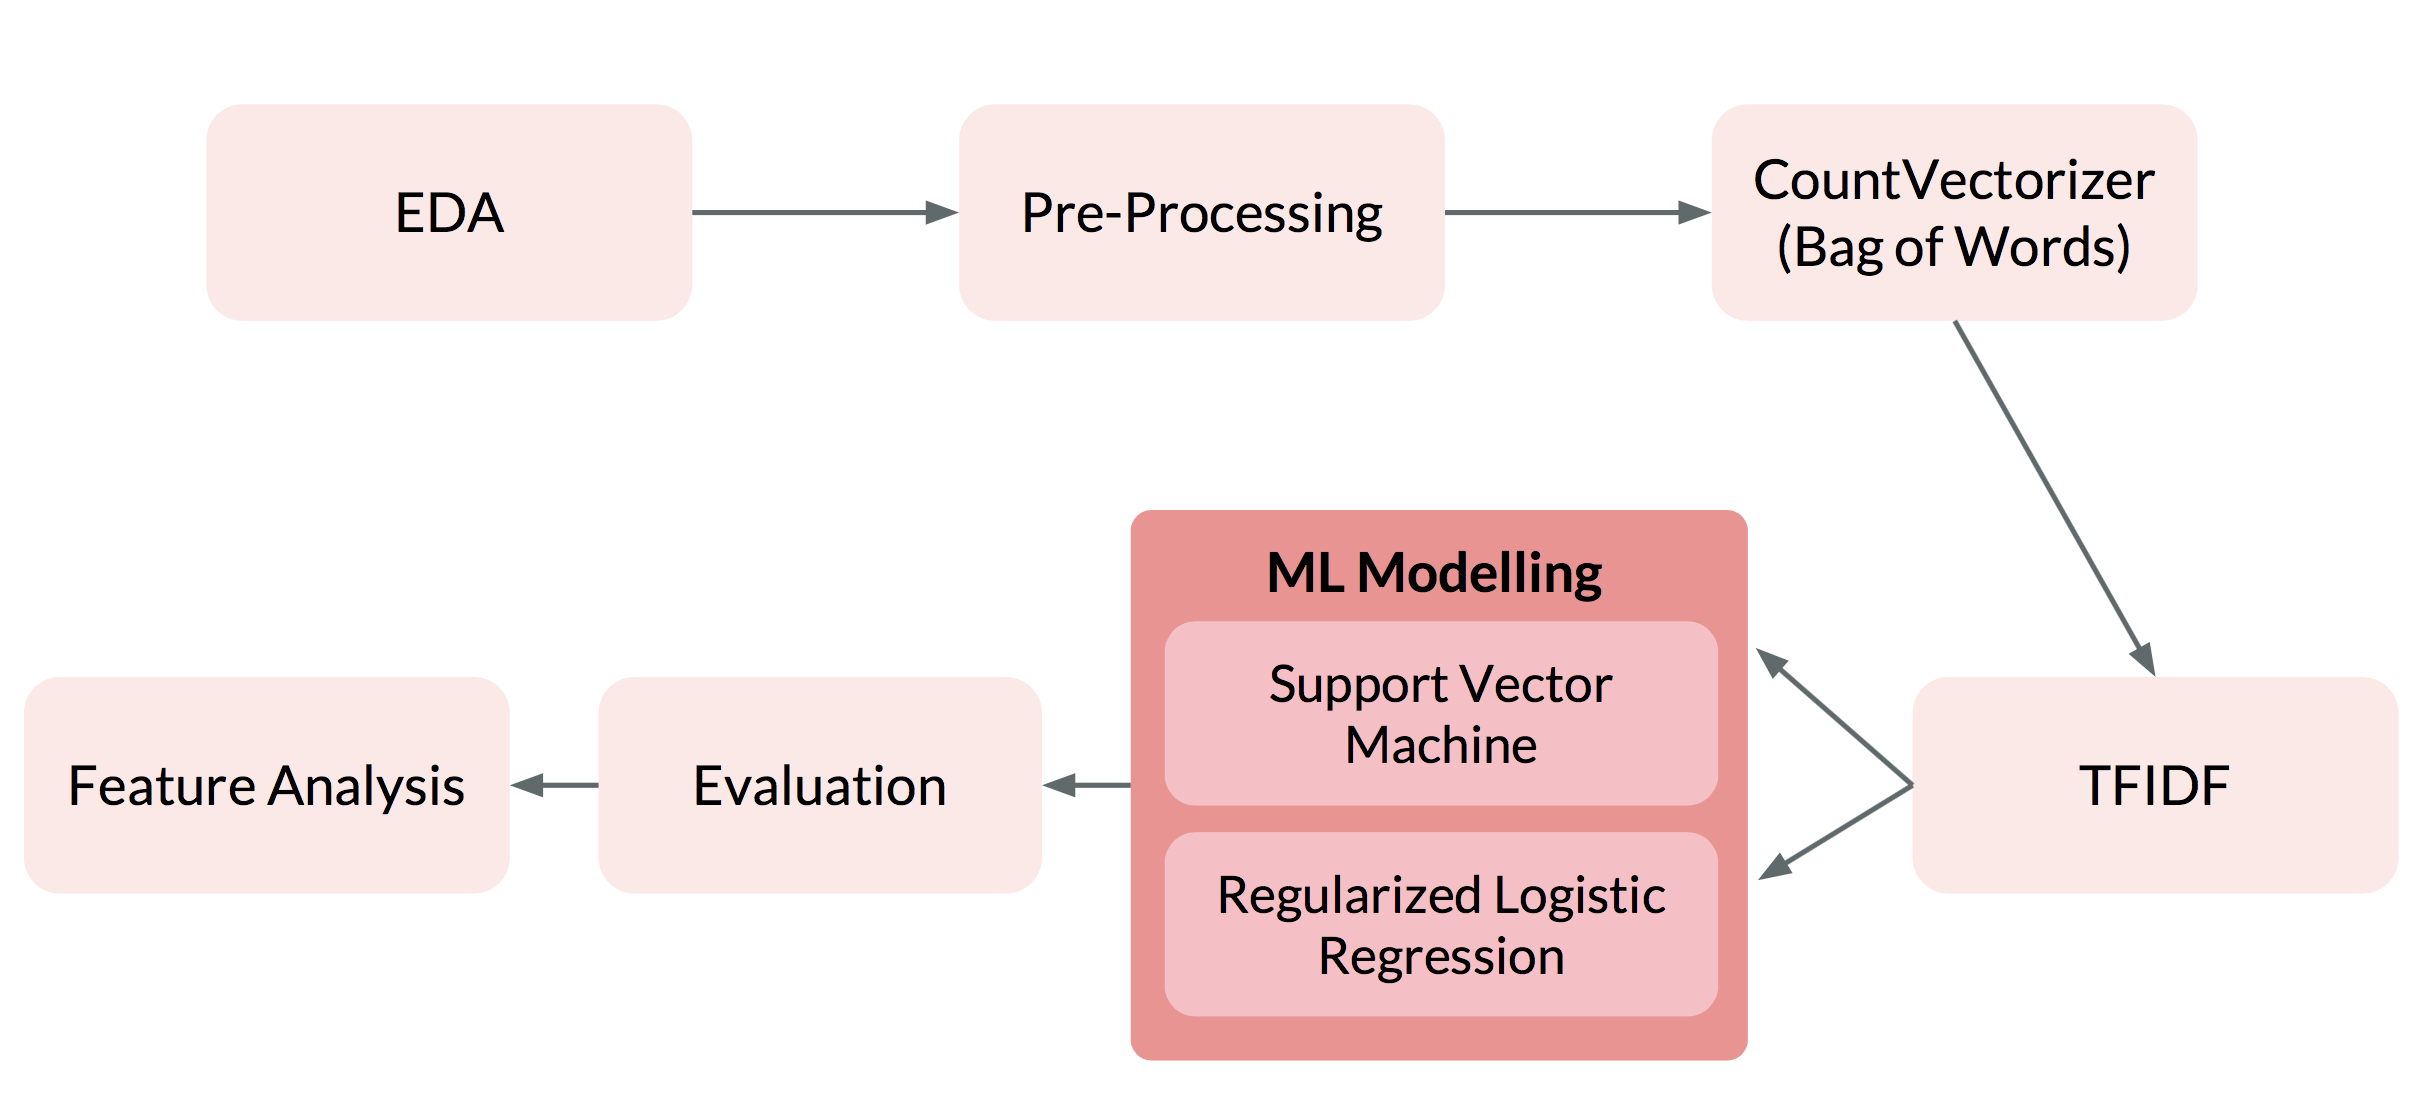 EDA
Pre-Processing
CountVectorizer
(Bag of Words)
ML Modelling
Support Vector
Machine
Regularized Logistic
Regression
Feature Analysis
Evaluation
TFIDF